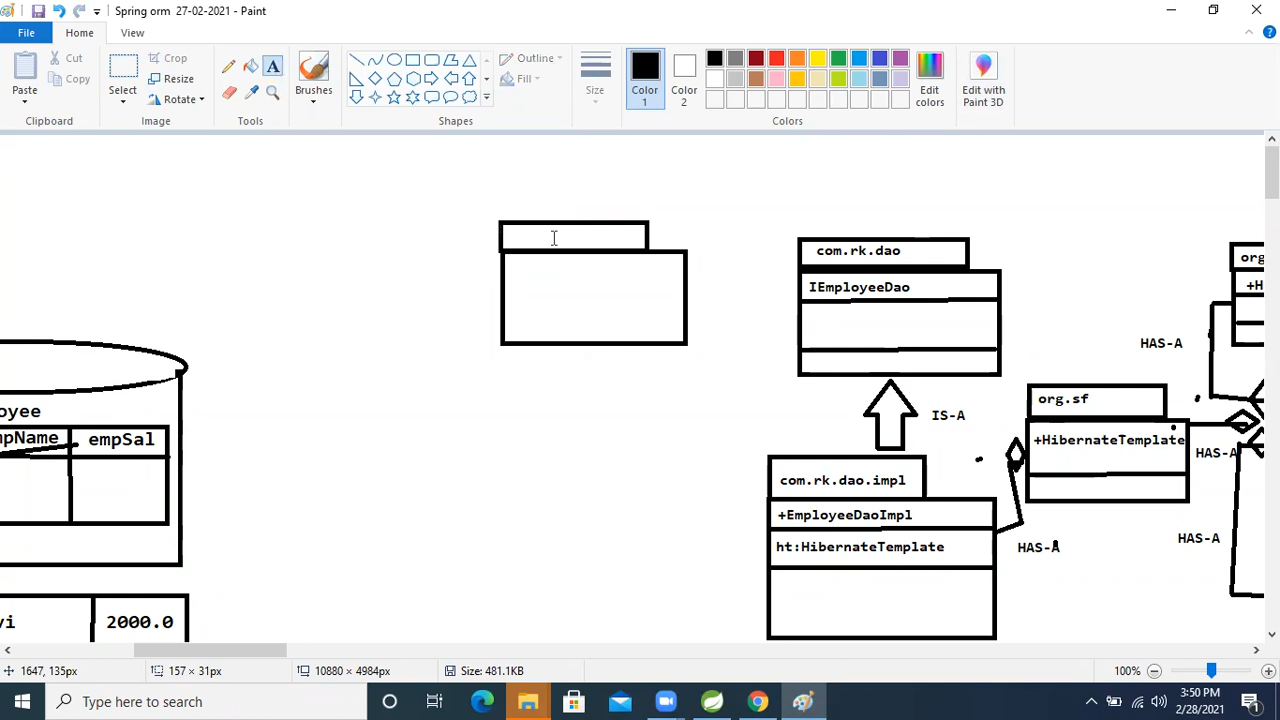 Spring orm 27-02-2021 - Paint
File
Home
View
Paste
Cut
Copy
Clipboard
Select
Crop
Resize
Rotate
Image
A
Tools
Brushes
Outline
Fill
Shapes
Size
Color 1
Color 2
Edit colors
Colors
Edit with Paint 3D
com.rk.dao
IEmployeeDao
org
+H
HAS-A
oyee
mpName
empSal
vi
2000.0
IS-A
org.sf
+HibernateTemplate
HAS-A
com.rk.dao.impl
+EmployeeDaoImpl
ht:HibernateTemplate
HAS-A
HAS-A
1647, 135px
157 × 31px
10880 × 4984px
Size: 481.1KB
100%
Type here to search
3:50 PM
2/28/2021
1